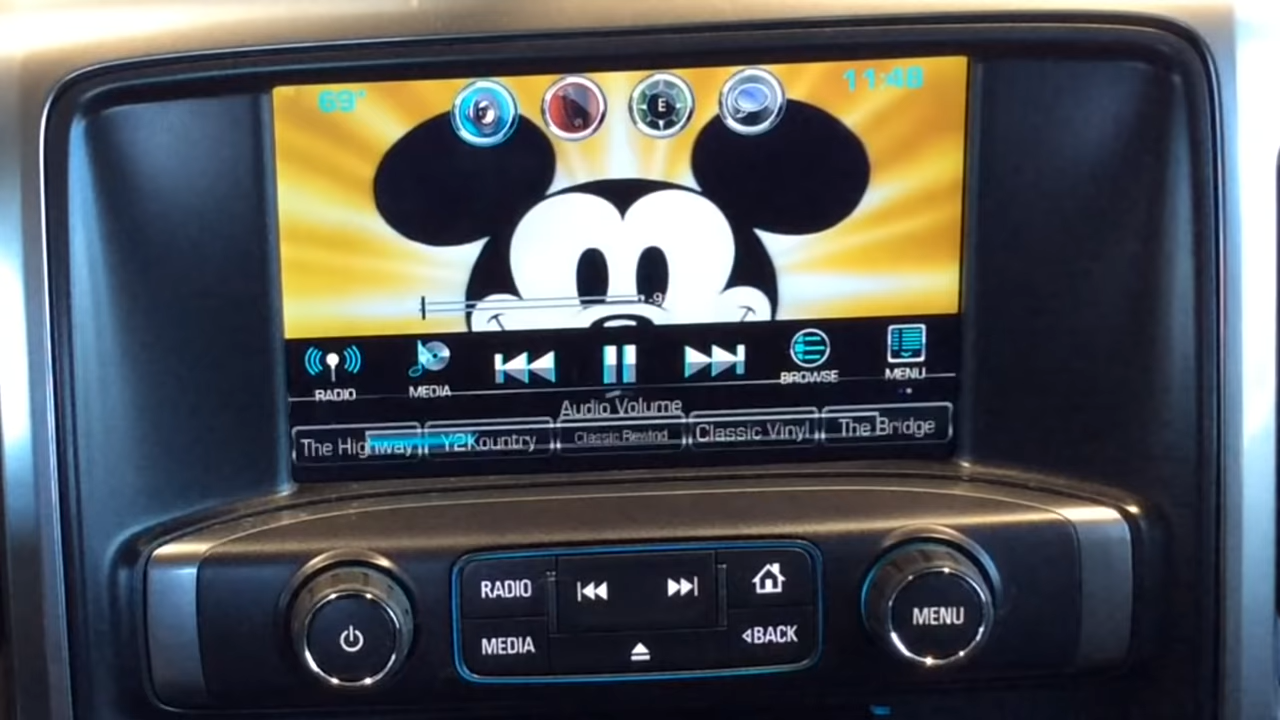 69°
E
11:48
-9
RADIO
MEDIA
BROWSE
MENU
Audio Volume
The Highway
Y2Kountry
Classic Rewind
Classic Vinyl
The Bridge
RADIO
MEDIA
BACK
MENU